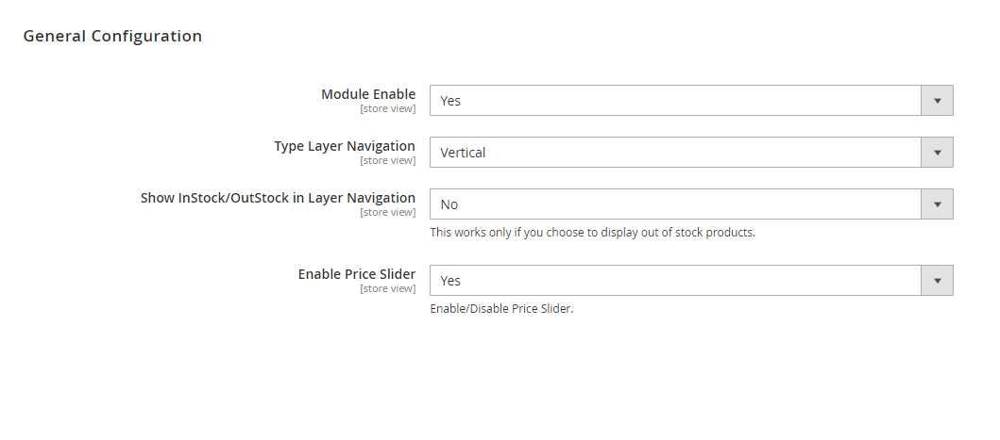 General Configuration
Module Enable
[store view]
Yes
Type Layer Navigation
[store view]
Vertical
Show InStock/OutStock in Layer Navigation
[store view]
No
This works only if you choose to display out of stock products.
Enable Price Slider
[store view]
Yes
Enable/Disable Price Slider.